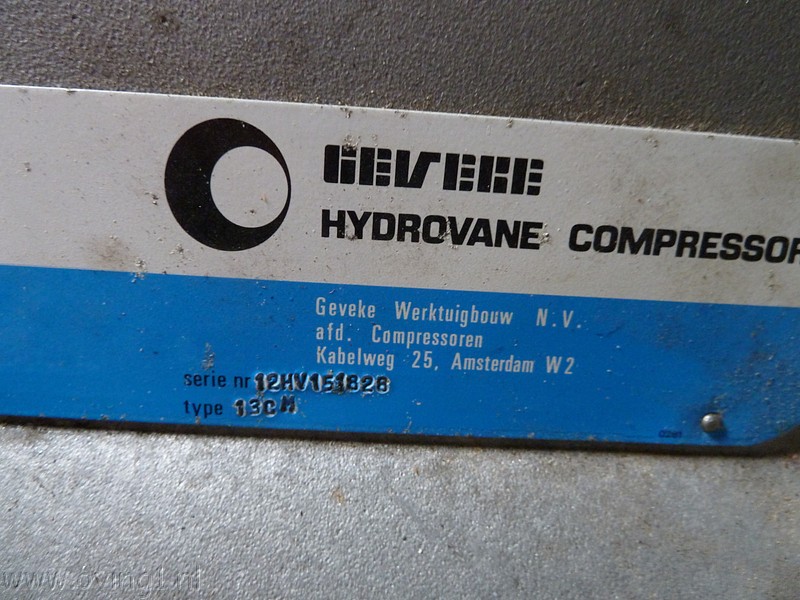 GEVEKE
HYDROVANE COMPRESSOR
Geveke Werktuigbouw N.V.
afd. Compressoren
Kabelweg 25, Amsterdam W2
serie nr 12HV151828
type 13CM